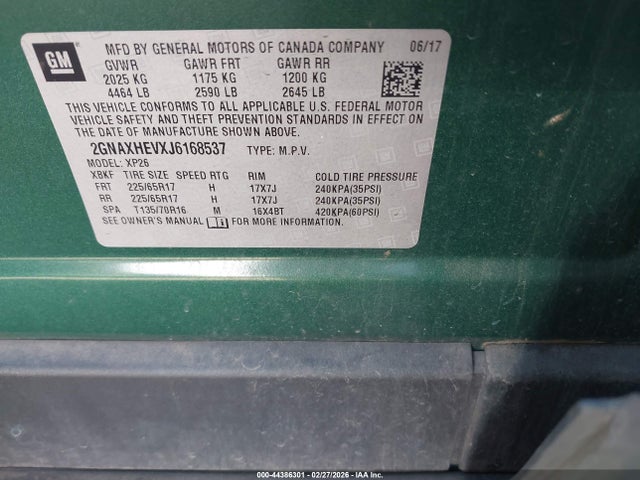 GM
MFD BY GENERAL MOTORS OF CANADA COMPANY 06/17
GVWR GAWR FRT GAWR RR
2025 KG 1175 KG 1200 KG
4464 LB 2590 LB 2645 LB
THIS VEHICLE CONFORMS TO ALL APPLICABLE U.S. FEDERAL MOTOR
VEHICLE SAFETY AND THEFT PREVENTION STANDARDS IN EFFECT ON
THE DATE OF MANUFACTURE SHOWN ABOVE.
2GNAXHEVXJ6168537 TYPE: M.P.V.
MODEL: XP26
XBKF TIRE SIZE SPEED RTG RIM COLD TIRE PRESSURE
FRT 225/65R17 H 17X7J 240KPA(35PSI)
RR 225/65R17 H 17X7J 240KPA(35PSI)
SPA T135/70R16 M 16X4BT 420KPA(60PSI)
SEE OWNER'S MANUAL FOR MORE INFORMATION.
000-44386301 - 02/27/2026 - IAA Inc.